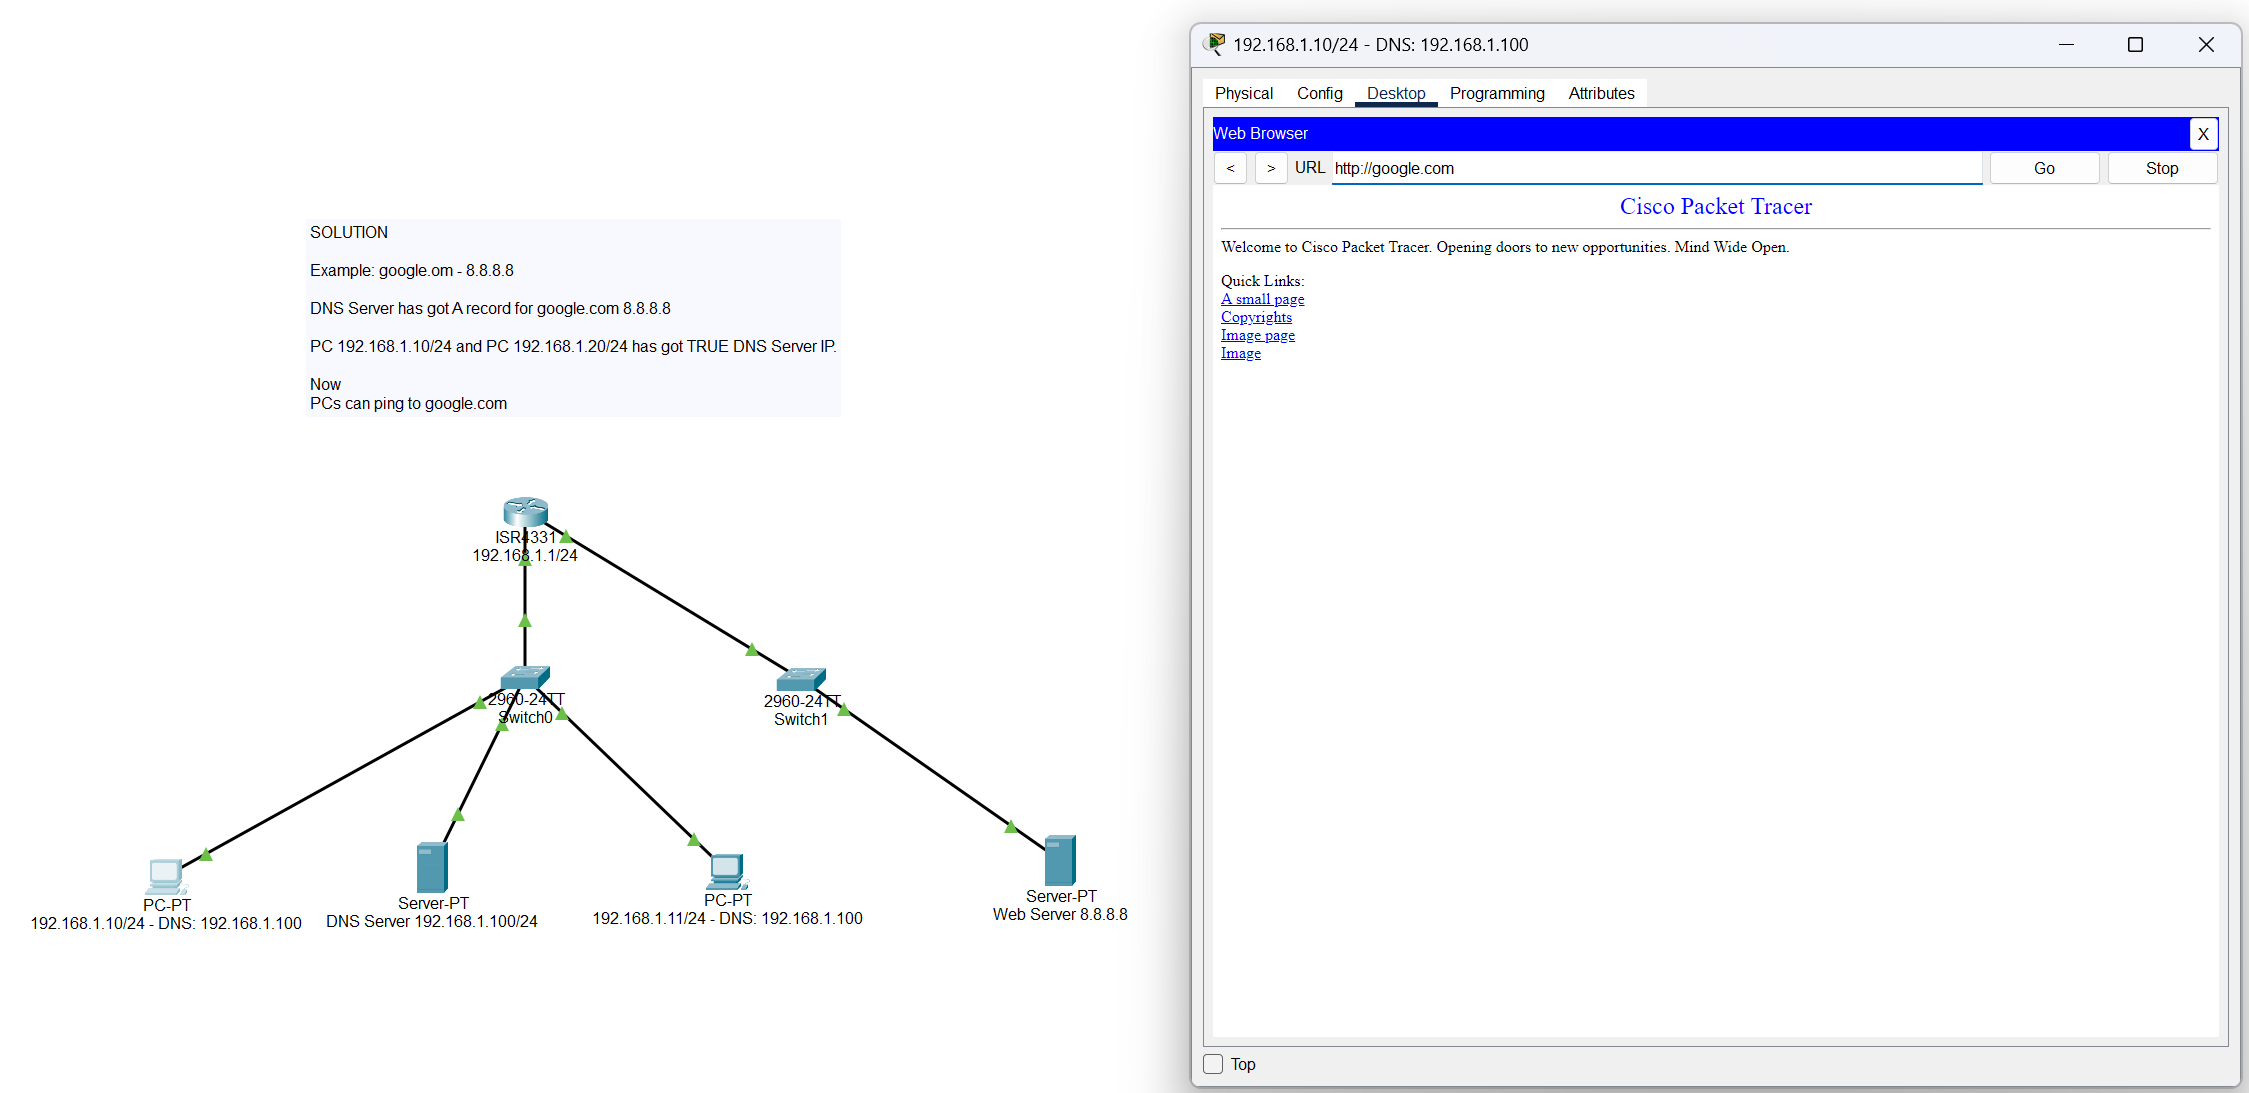 SOLUTION
Example: google.om - 8.8.8.8
DNS Server has got A record for google.com 8.8.8.8
PC 192.168.1.10/24 and PC 192.168.1.20/24 has got TRUE DNS Server IP.
Now
PCs can ping to google.com
ISR4331
192.168.1.1/24
2960-24TT
Switch0
2960-24TT
Switch1
PC-PT
192.168.1.10/24 - DNS: 192.168.1.100
Server-PT
DNS Server 192.168.1.100/24
PC-PT
192.168.1.11/24 - DNS: 192.168.1.100
Server-PT
Web Server 8.8.8.8
192.168.1.10/24 - DNS: 192.168.1.100
Physical Config Desktop Programming Attributes
Web Browser X
< > URL http://google.com Go Stop
Cisco Packet Tracer
Welcome to Cisco Packet Tracer. Opening doors to new opportunities. Mind Wide Open.
Quick Links:
A small page
Copyrights
Image page
Image
Top